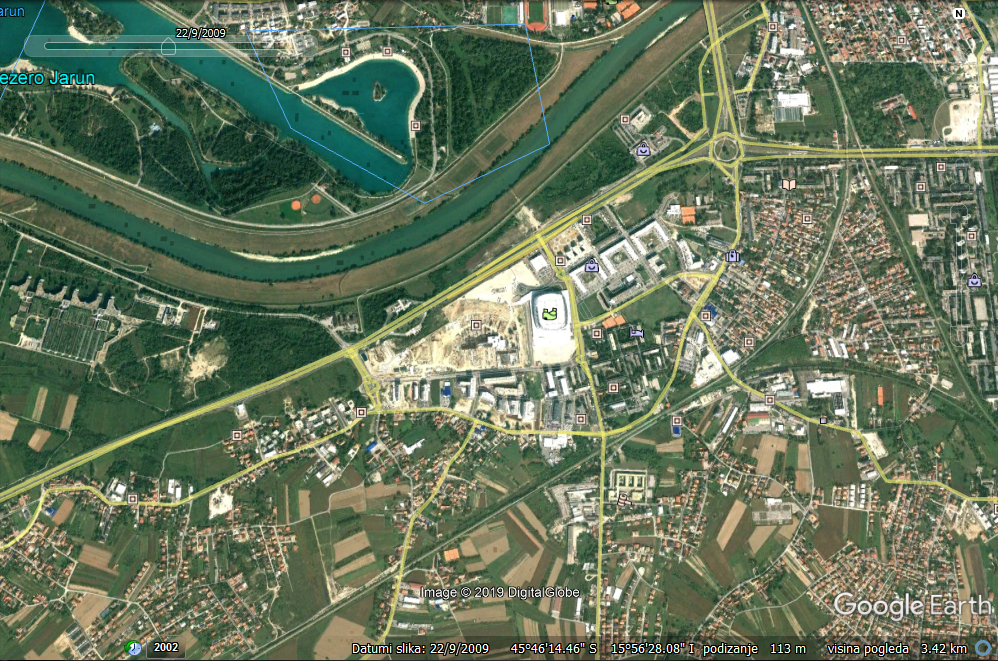 arun
22/9/2009
N
ezero Jarun
Image © 2019 DigitalGlobe
Google Earth
2002
Datumi slika: 22/9/2009 45°46'14.46" S 15°56'28.08" I podizanje 113 m visina pogleda 3.42 km